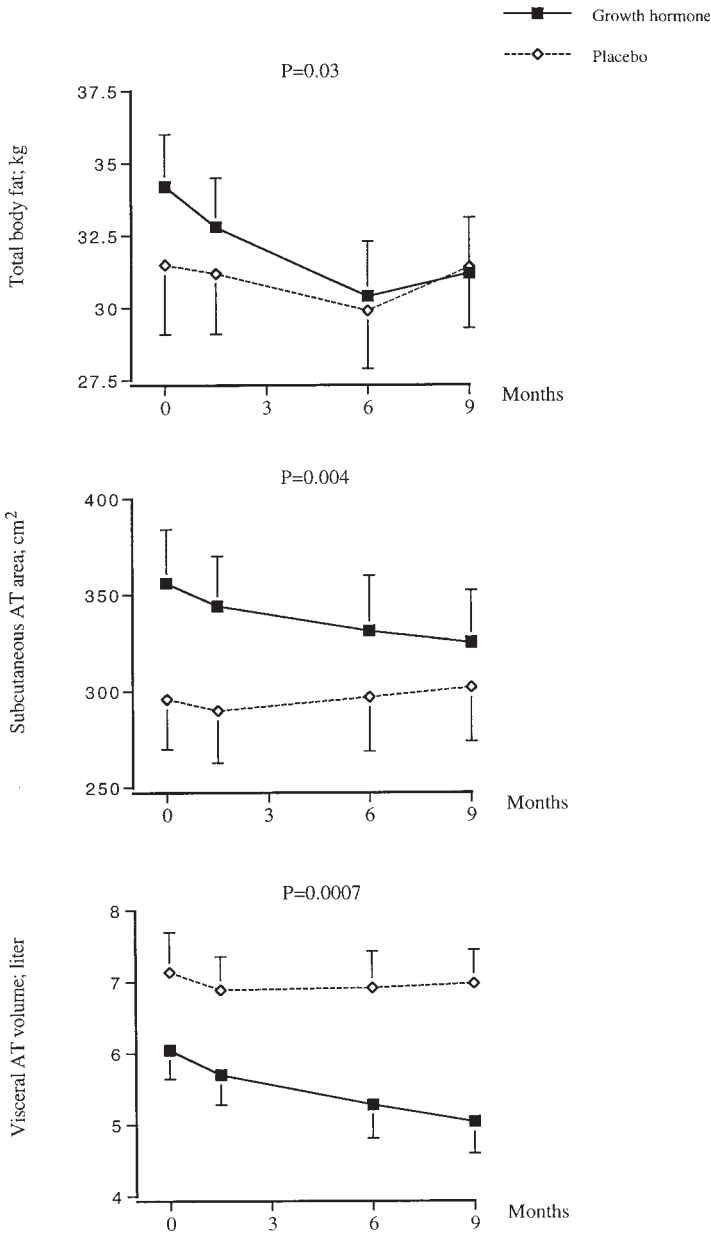 Growth hormone
Placebo
P=0.03
Total body fat; kg
37.5
35
32.5
30
27.5
0 3 6 9 Months
P=0.004
Subcutaneous AT area; cm²
400
350
300
250
0 3 6 9 Months
P=0.0007
Visceral AT volume; liter
8
7
6
5
4
0 3 6 9 Months